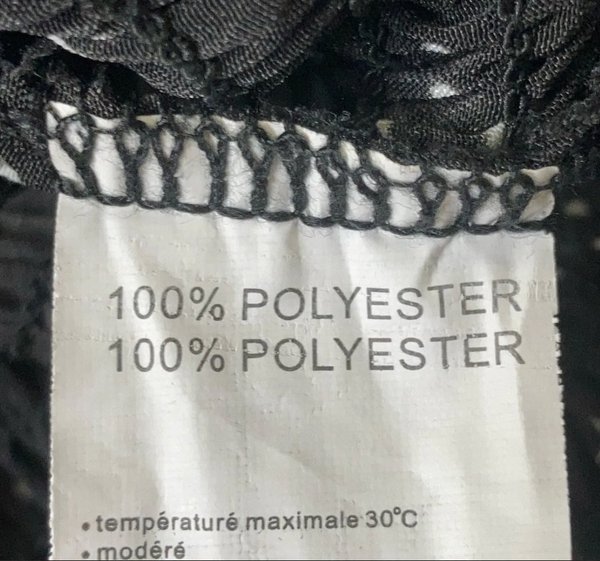 100% POLYESTER
100% POLYESTER
• températuré maximale 30°C
• modéré